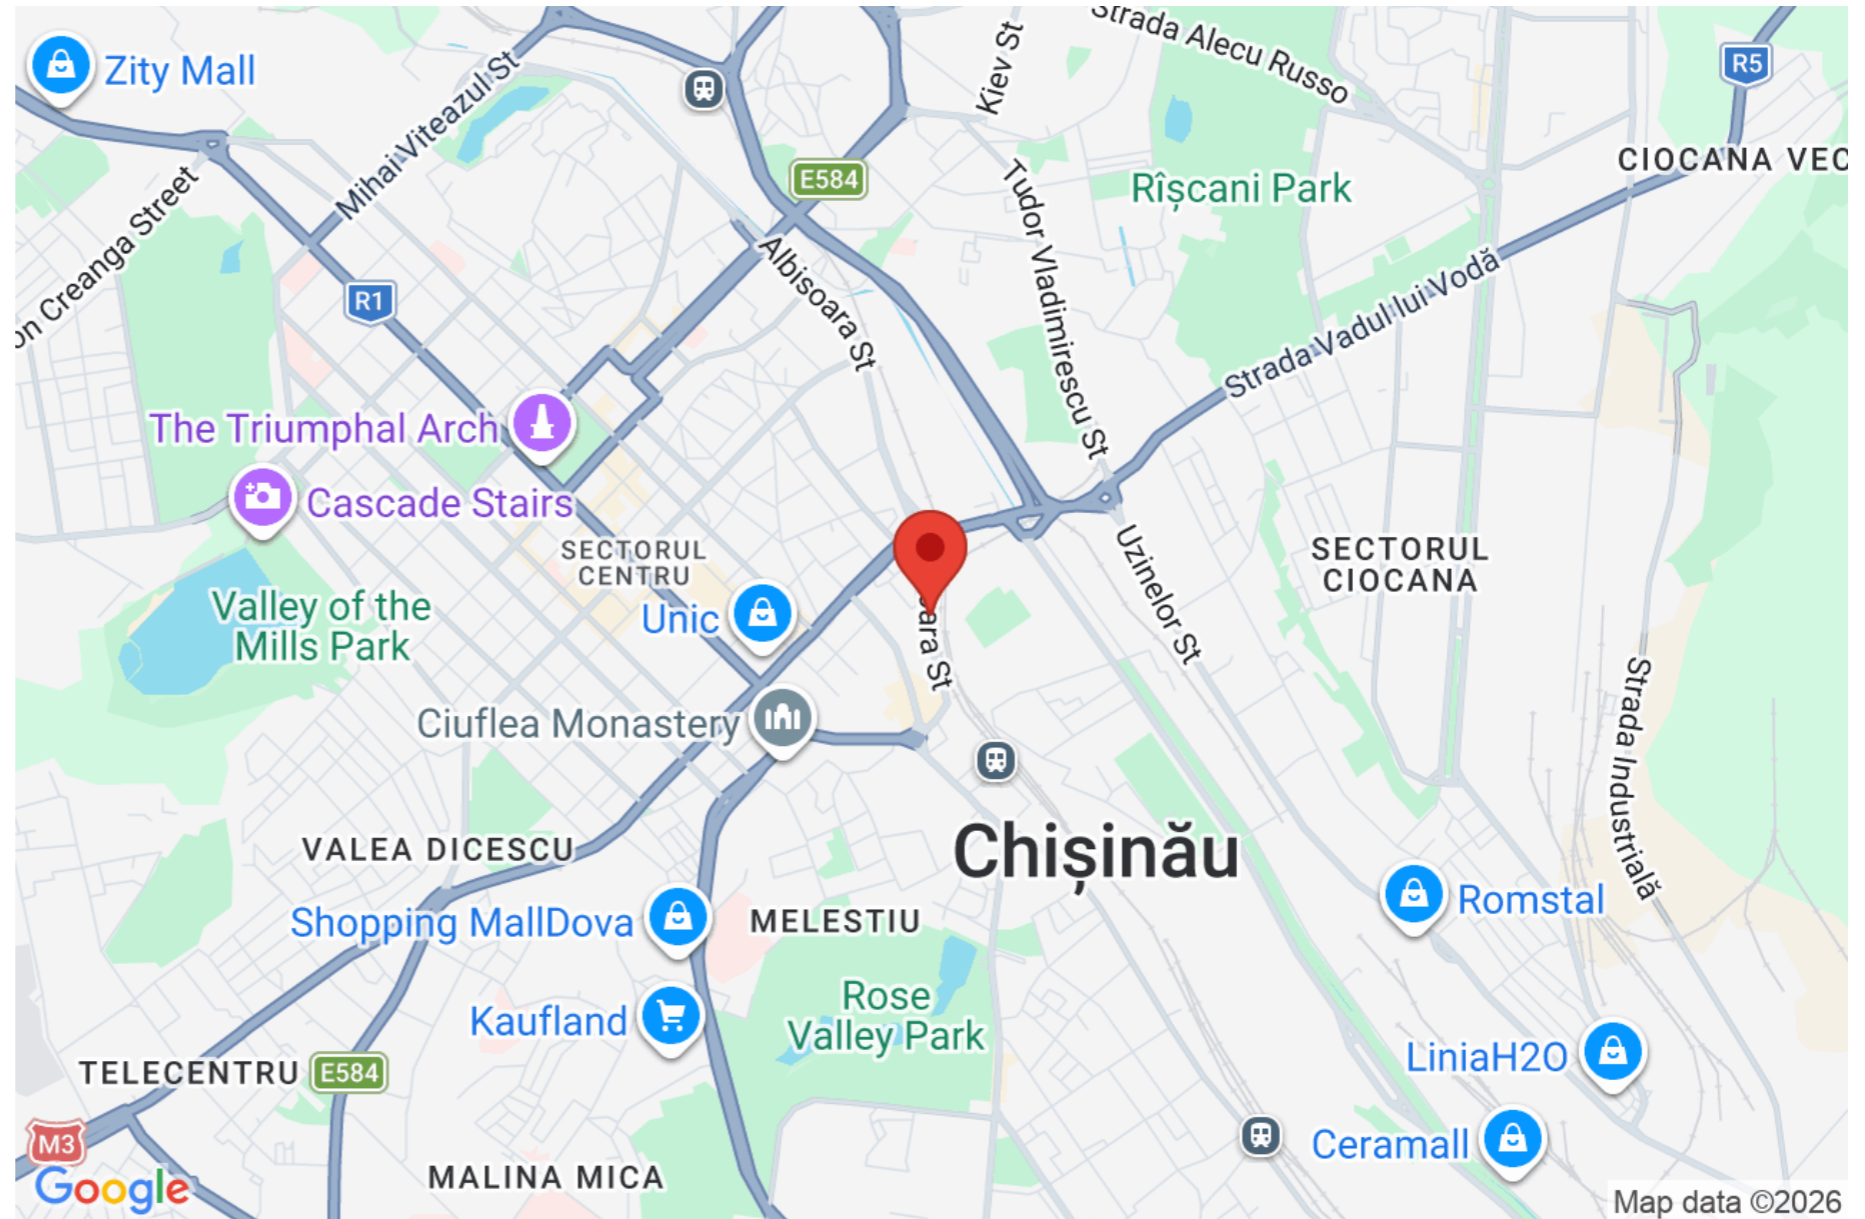 Strada Alecu Russo
Kiev St
R5
Zity Mall
Mihai Viteazul St
CIOCANA VEC
E584
Rîșcani Park
on Creanga Street
Tudor Vladimirescu St
Albisoara St
R1
Strada Vadul lui Vodă
The Triumphal Arch
Cascade Stairs
SECTORUL
CENTRU
SECTORUL
CIOCANA
Uzinelor St
Valley of the
Mills Park
Unic
oara St
Ciuflea Monastery
Strada Industrială
VALEA DICESCU
Chișinău
Shopping MallDova
MELESTIU
Romstal
Rose
Valley Park
Kaufland
LiniaH2O
TELECENTRU
E584
M3
Ceramall
MALINA MICA
Google
Map data ©2026